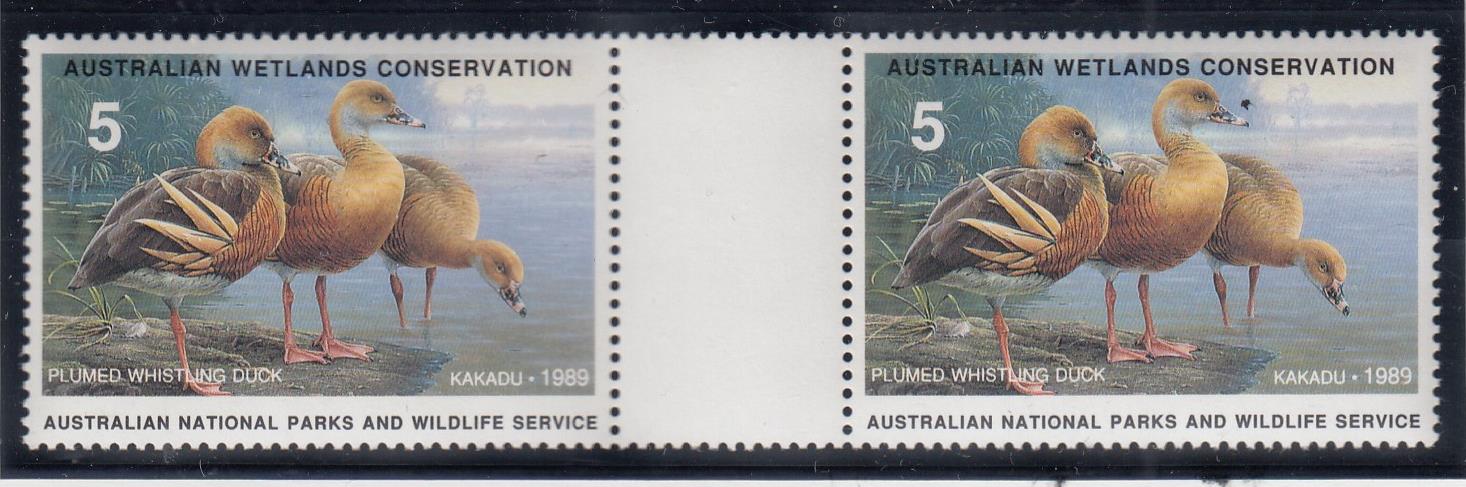 AUSTRALIAN WETLANDS CONSERVATION
5
PLUMED WHISTLING DUCK
KAKADU • 1989
AUSTRALIAN NATIONAL PARKS AND WILDLIFE SERVICE
AUSTRALIAN WETLANDS CONSERVATION
5
PLUMED WHISTLING DUCK
KAKADU • 1989
AUSTRALIAN NATIONAL PARKS AND WILDLIFE SERVICE